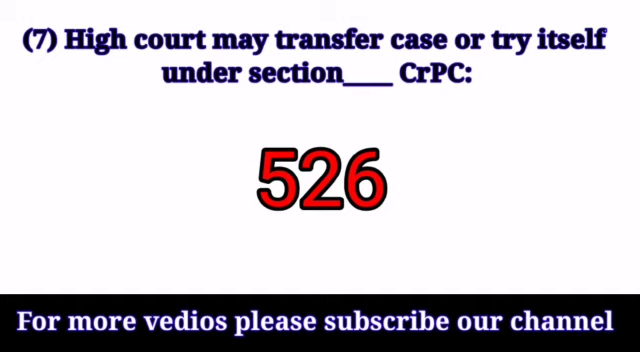 (7) High court may transfer case or try itself
under section____ CrPC:
526
For more vedios please subscribe our channel